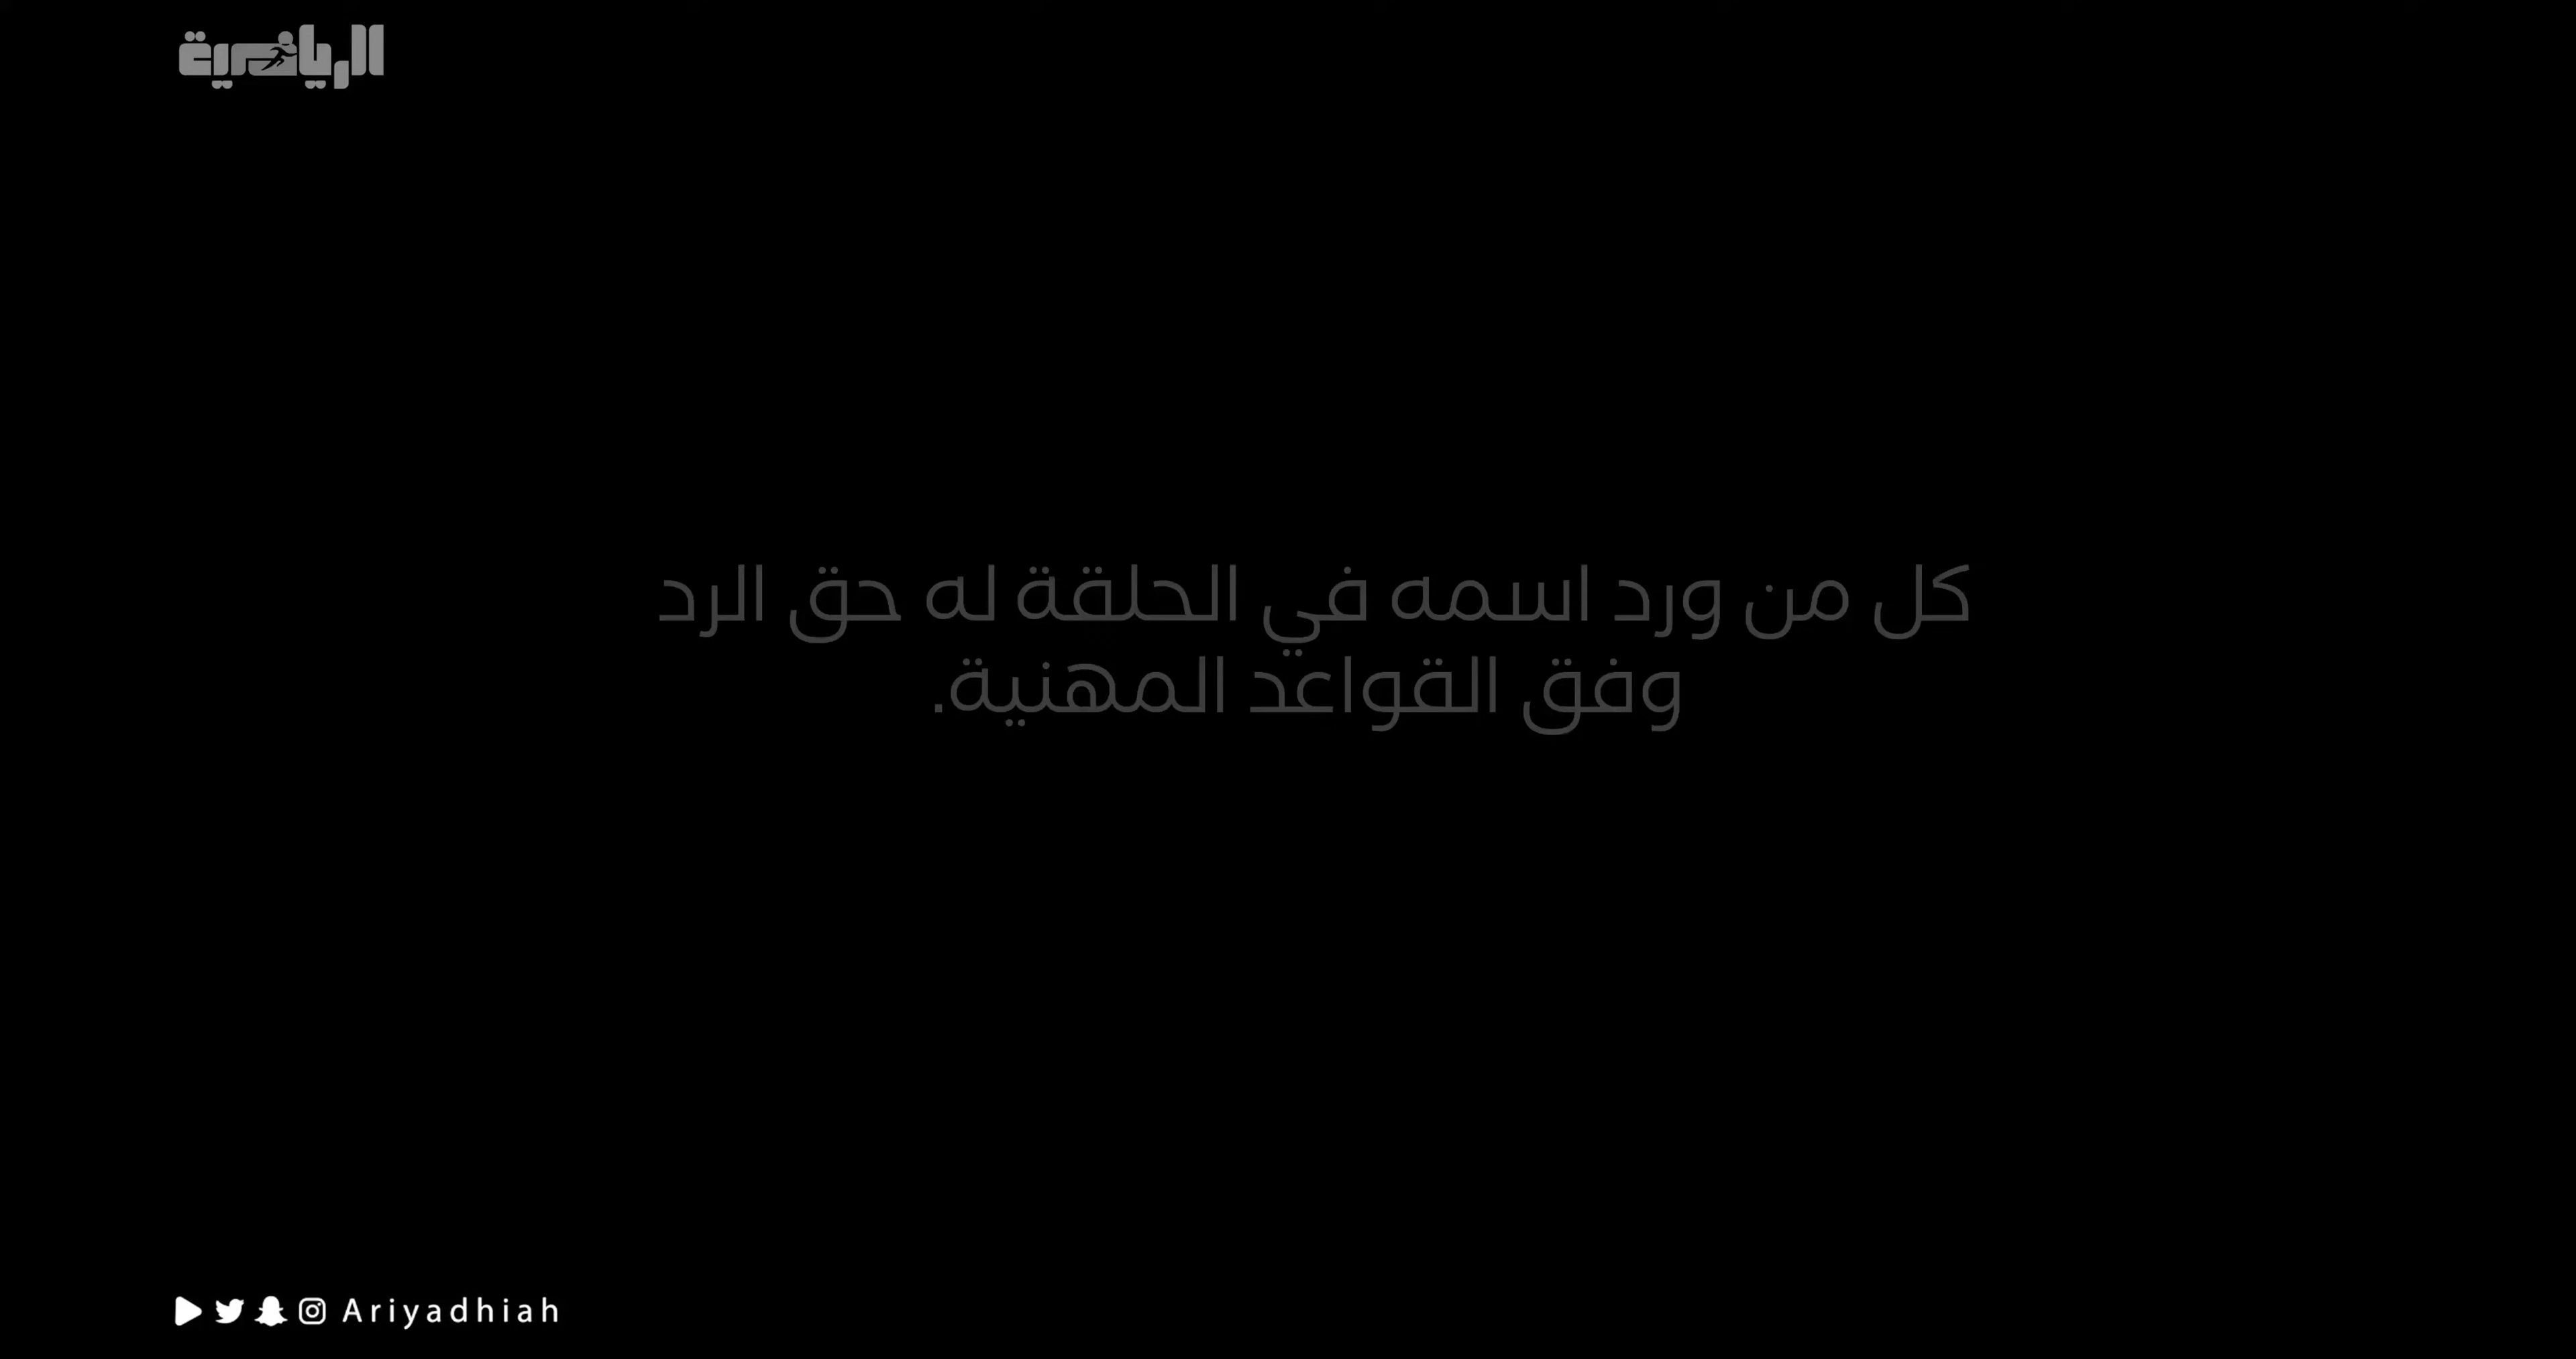 الرياضية
كل من ورد اسمه في الحلقة له حق الرد
وفق القواعد المهنية.
Ariyadhiah